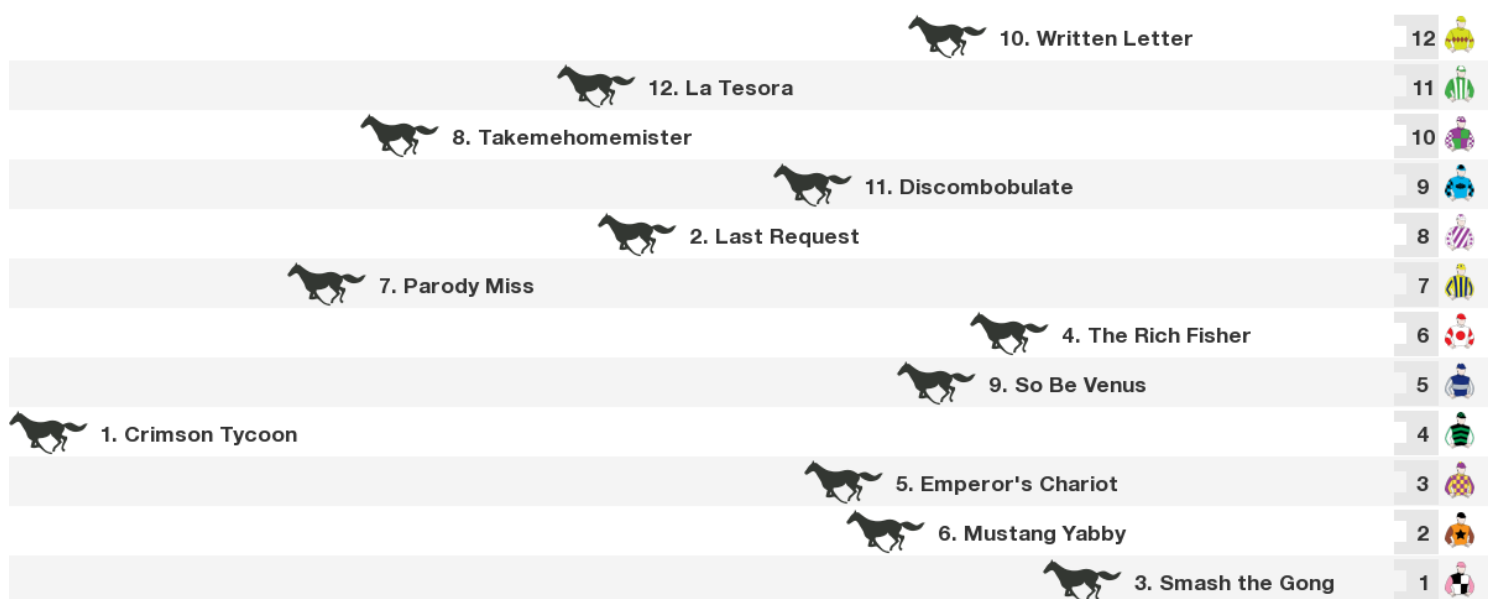 10. Written Letter 12
12. La Tesora 11
8. Takemehomemister 10
11. Discombobulate 9
2. Last Request 8
7. Parody Miss 7
4. The Rich Fisher 6
9. So Be Venus 5
1. Crimson Tycoon 4
5. Emperor's Chariot 3
6. Mustang Yabby 2
3. Smash the Gong 1